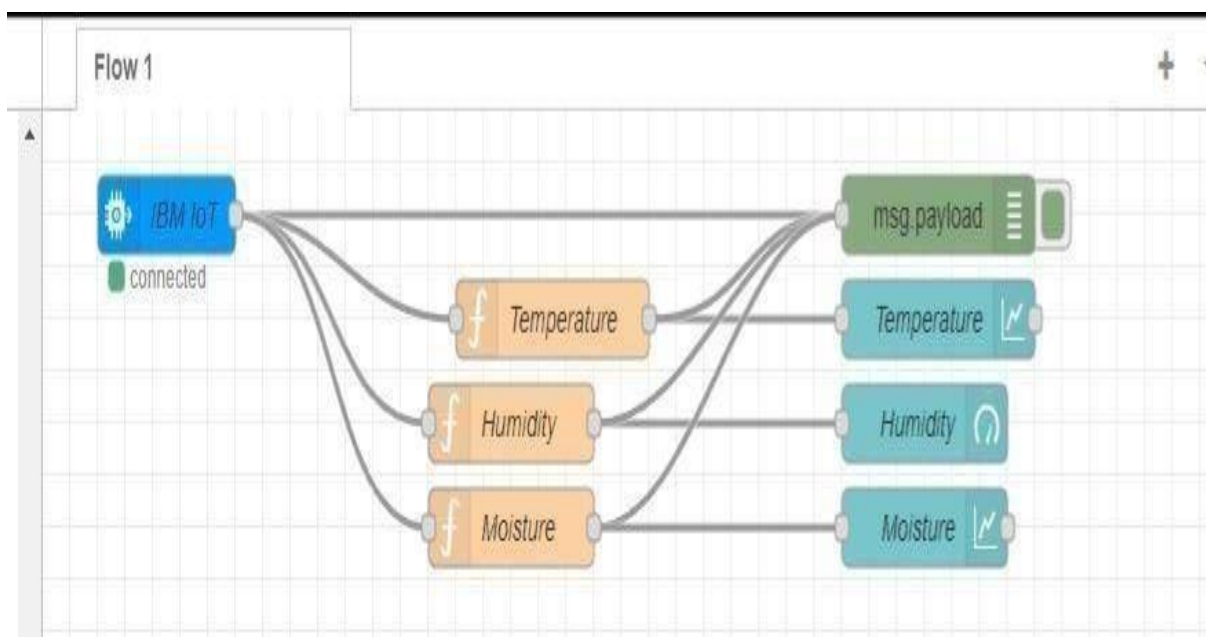 Flow 1
IBM IoT
msg.payload
connected
Temperature
Temperature
Humidity
Humidity
Moisture
Moisture